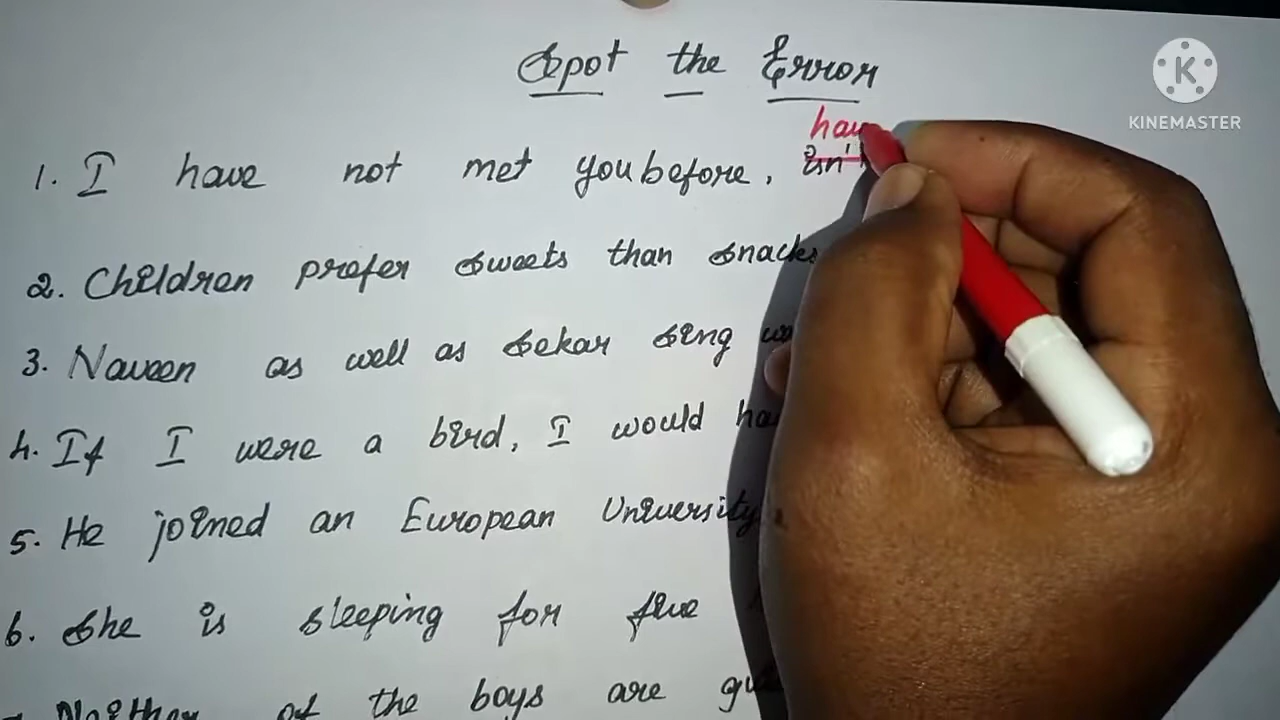 Spot the Error
KINEMASTER
1. I have not met you before,
2. Children prefer sweets than snacks
3. Naveen as well as Sekar sing
4. If I were a bird, I would
5. He joined an European University
6. She is sleeping for five
of the boys are